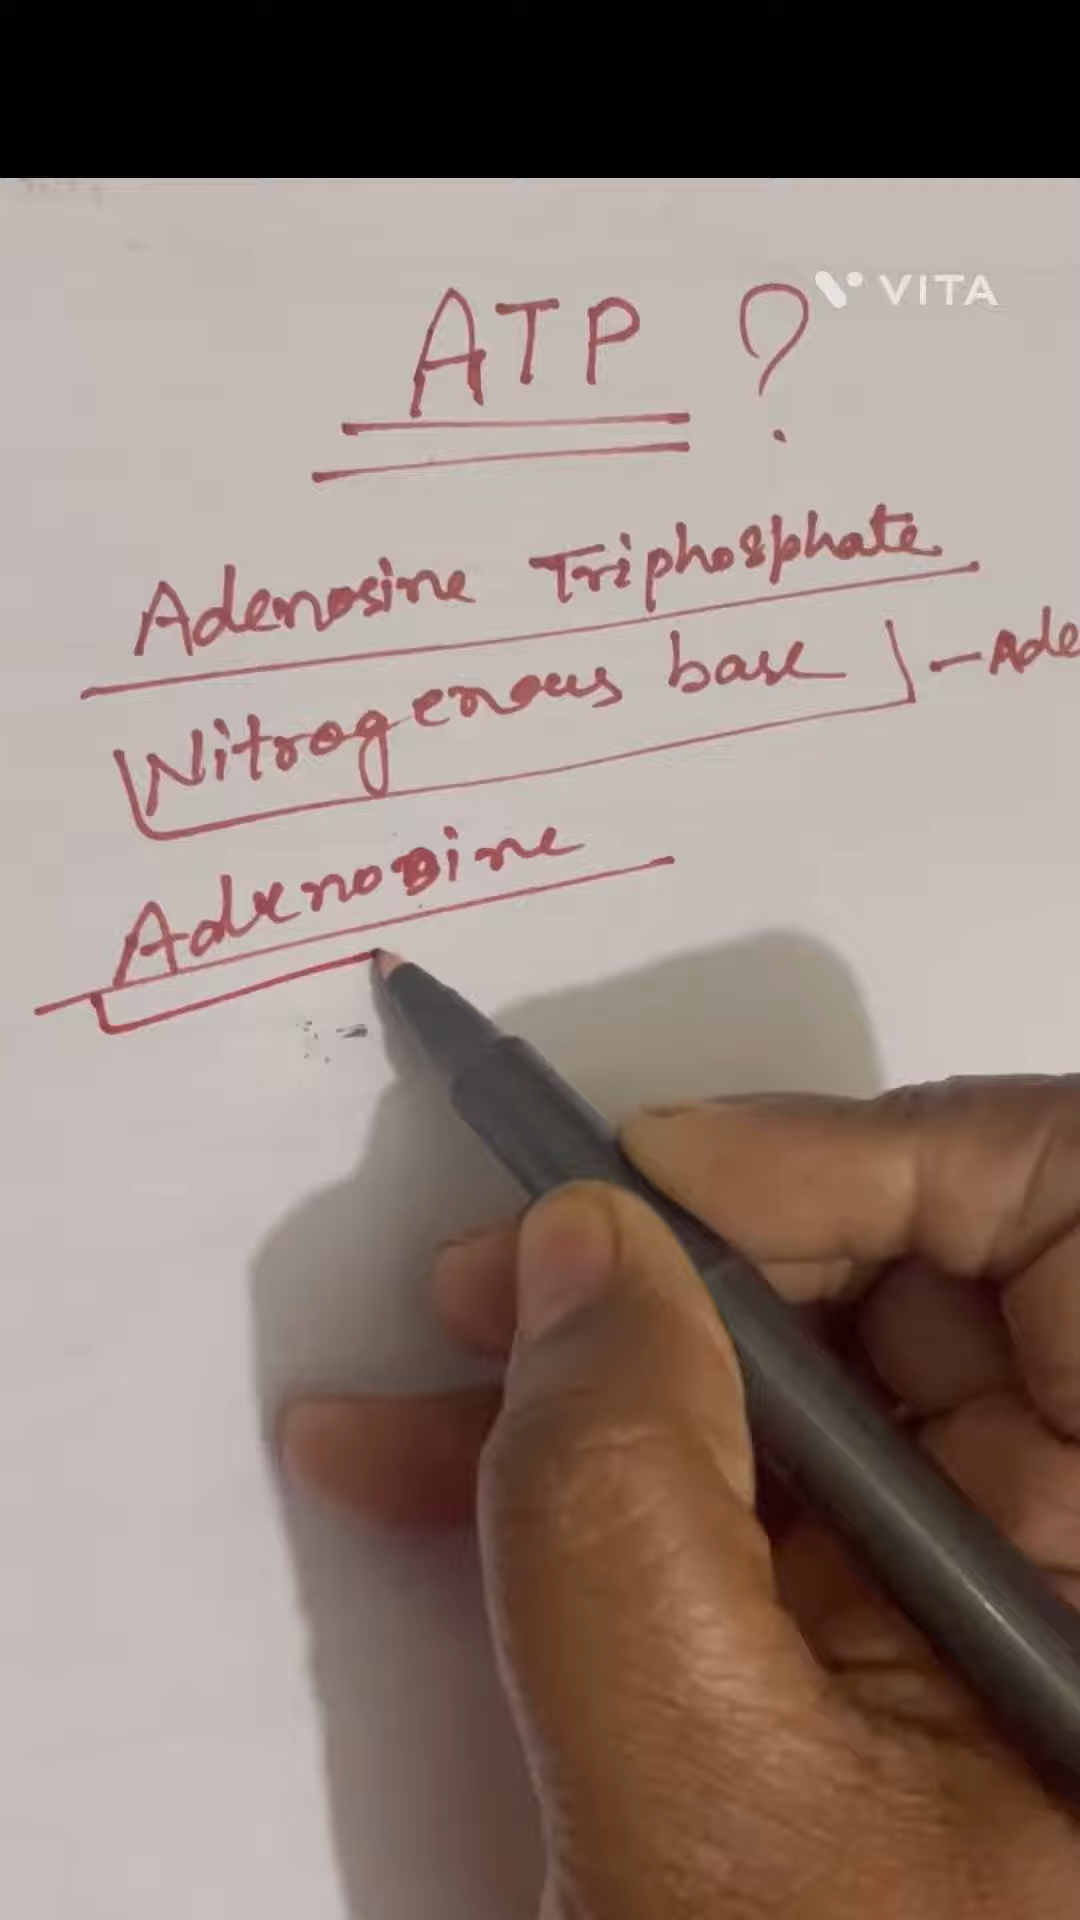 VITA
ATP ?
Adenosine Triphosphate
Nitrogenous base - Ade
Adenosine